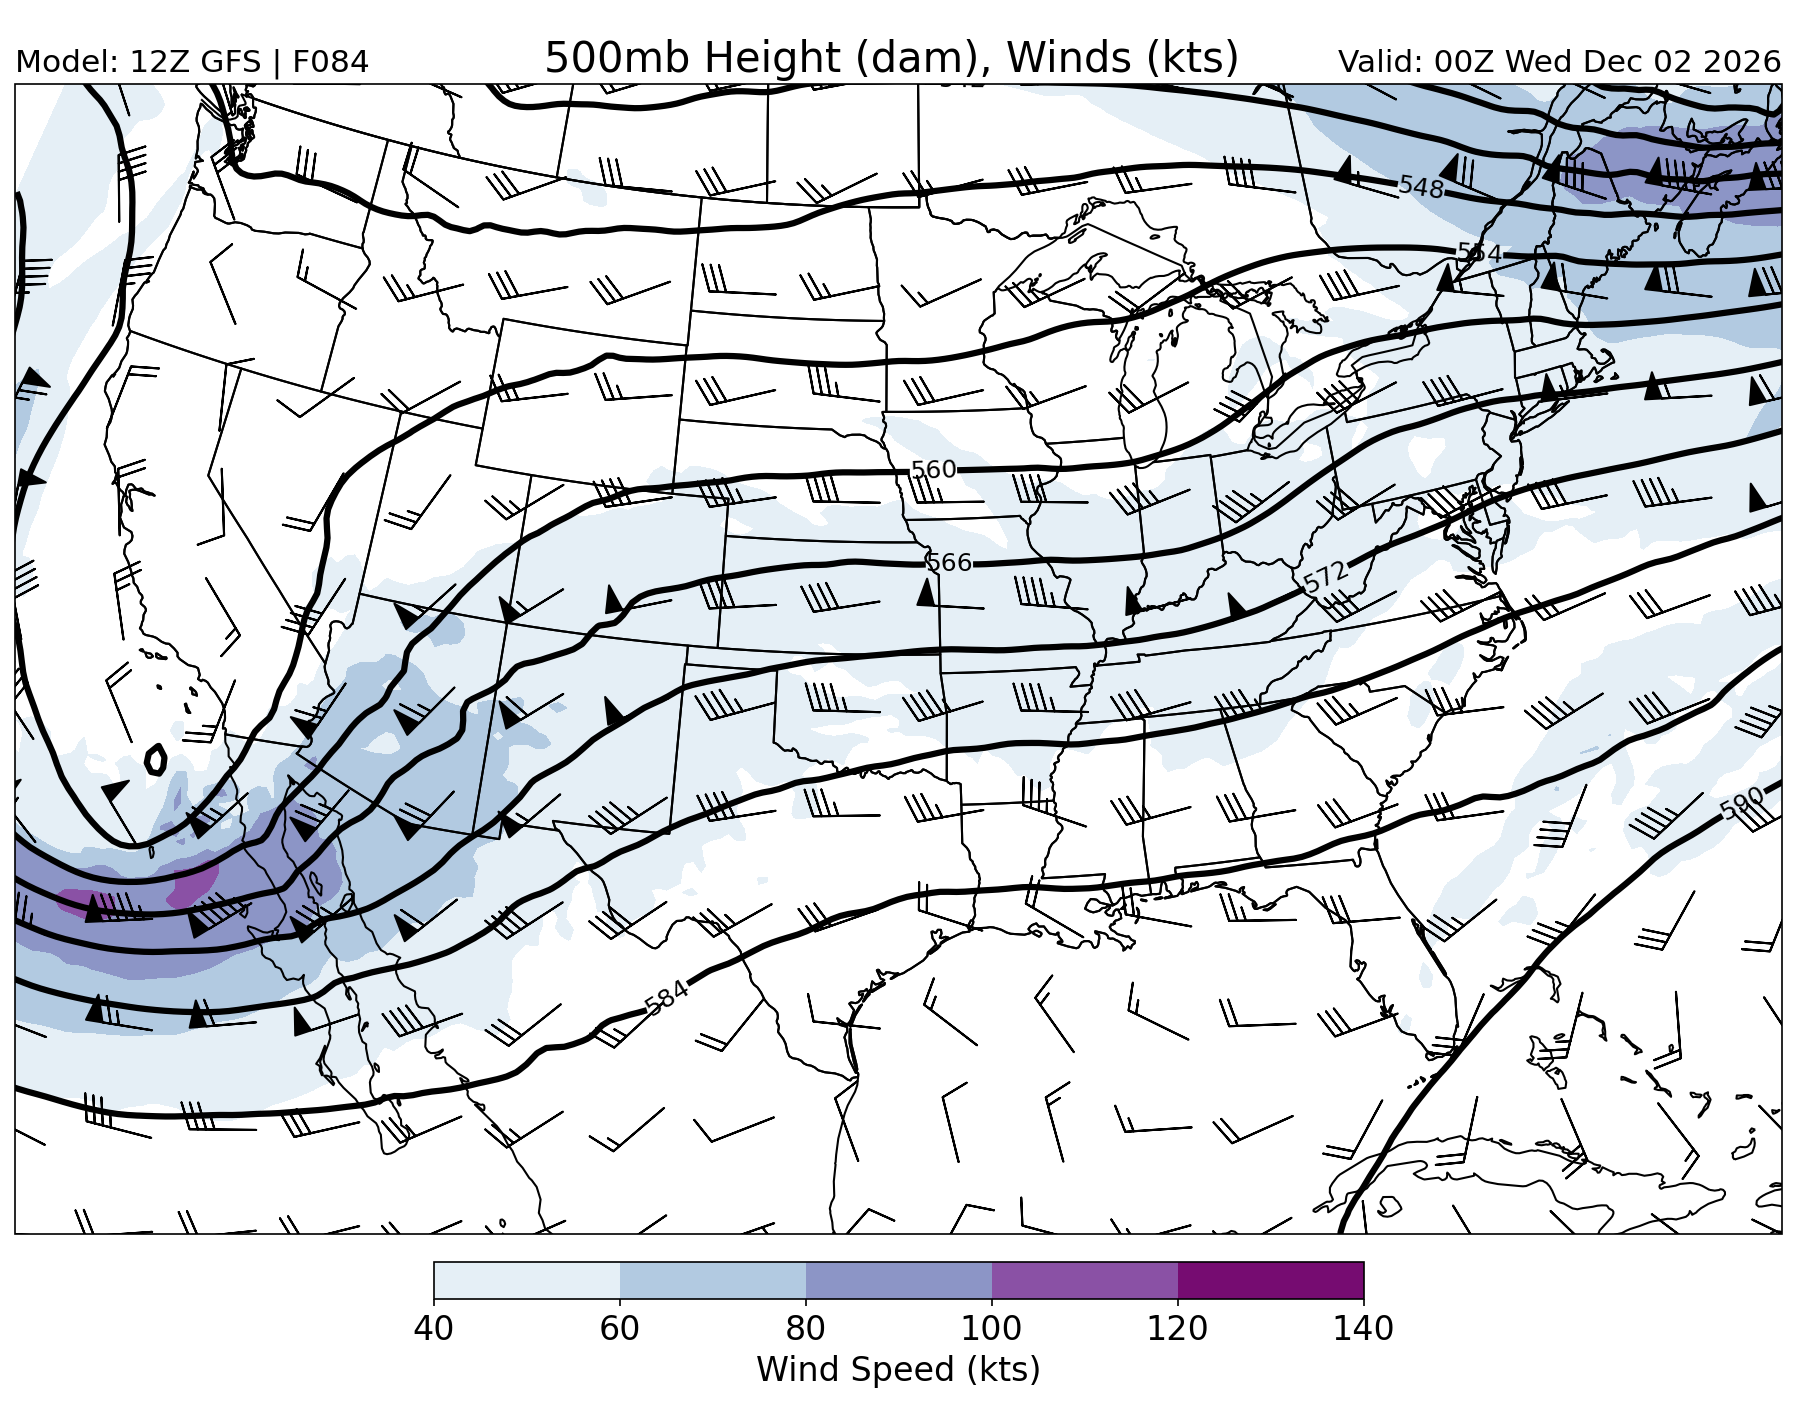 Model: 12Z GFS | F084
500mb Height (dam), Winds (kts)
Valid: 00Z Wed Dec 02 2026
548
554
560
566
572
584
590
40 60 80 100 120 140
Wind Speed (kts)